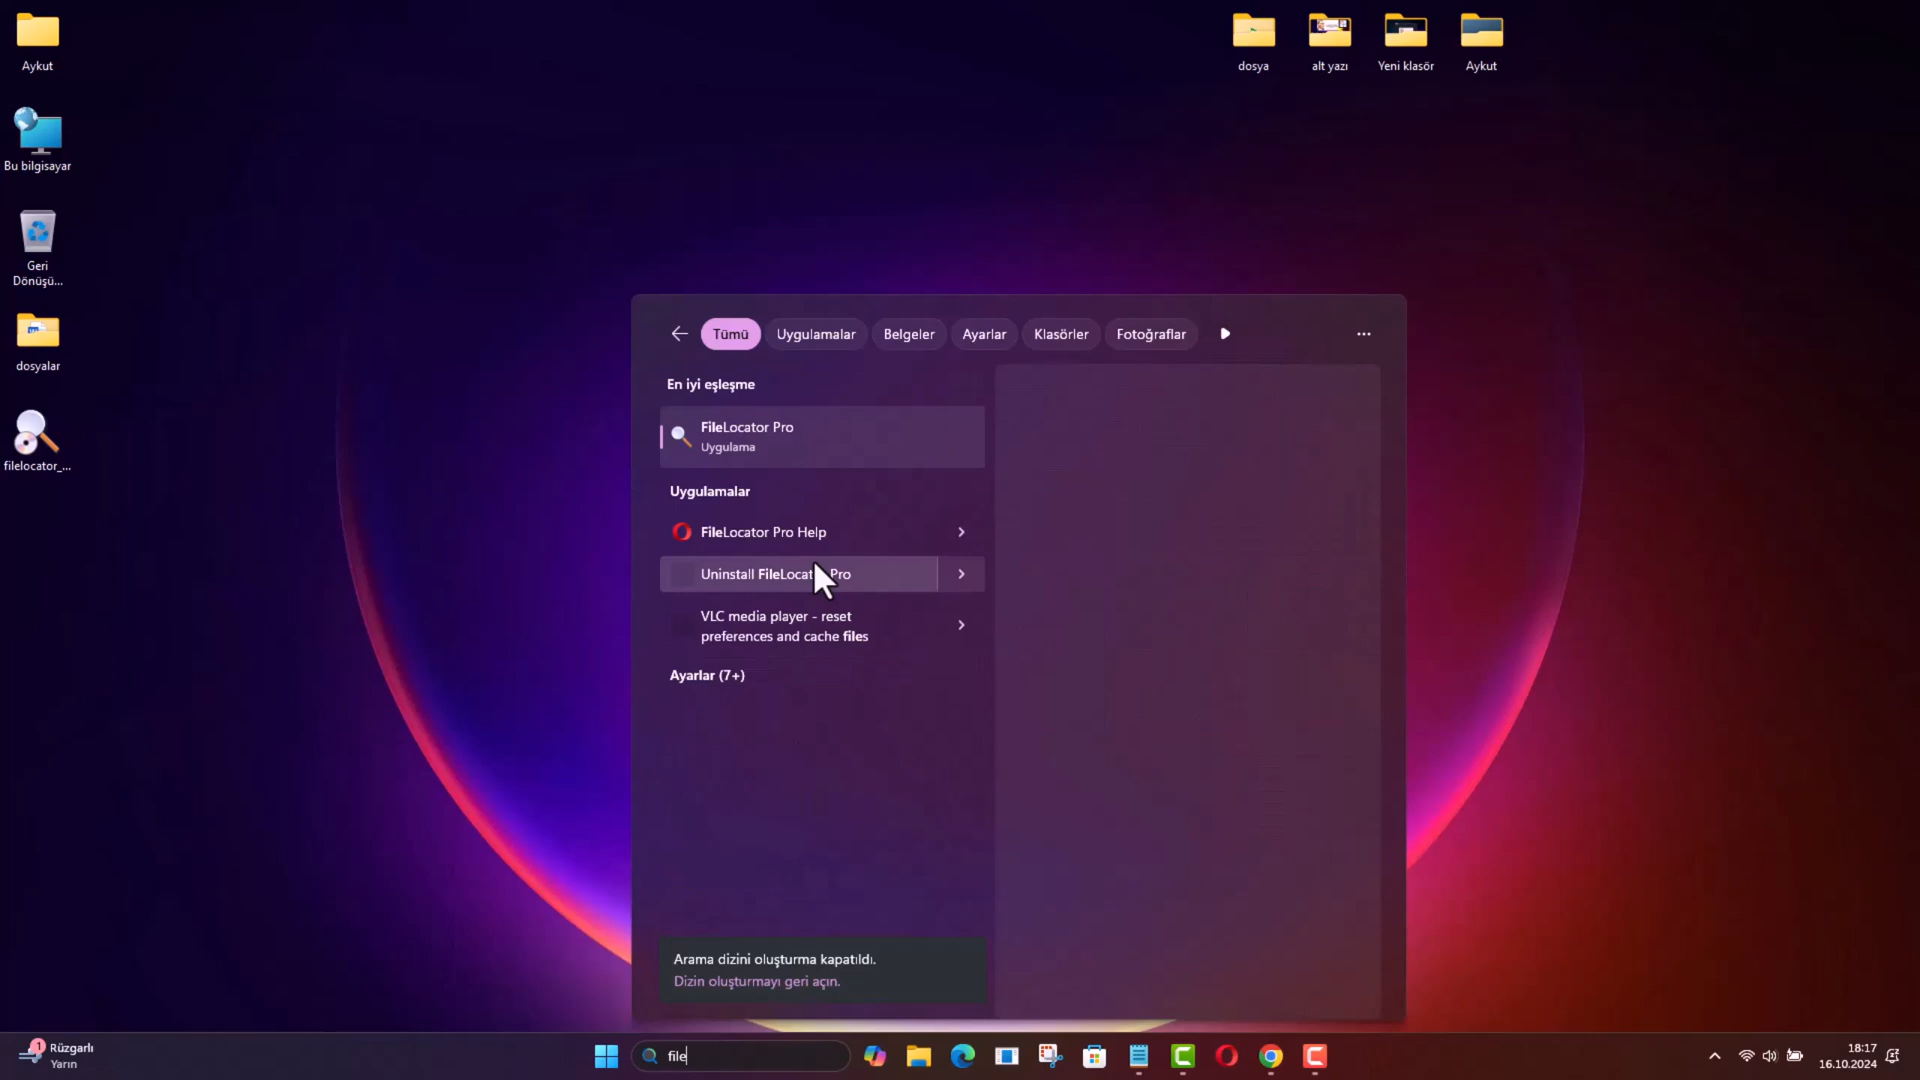 Aykut
Bu bilgisayar
Geri
Dönüşü...
dosyalar
filelocator_...
dosya
alt yazı
Yeni klasör
Aykut
Tümü
Uygulamalar
Belgeler
Ayarlar
Klasörler
Fotoğraflar
En iyi eşleşme
FileLocator Pro
Uygulama
Uygulamalar
FileLocator Pro Help
Uninstall FileLocat Pro
VLC media player - reset
preferences and cache files
Ayarlar (7+)
Arama dizini oluşturma kapatıldı.
Dizin oluşturmayı geri açın.
1
Rüzgarlı
Yarın
file
18:17
16.10.2024